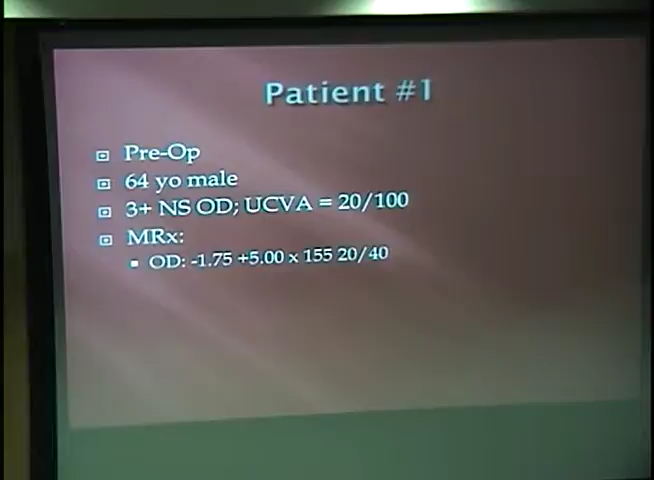 Patient #1
Pre-Op
64 yo male
3+ NS OD; UCVA = 20/100
MRx:
OD: -1.75 +5.00 x 155 20/40